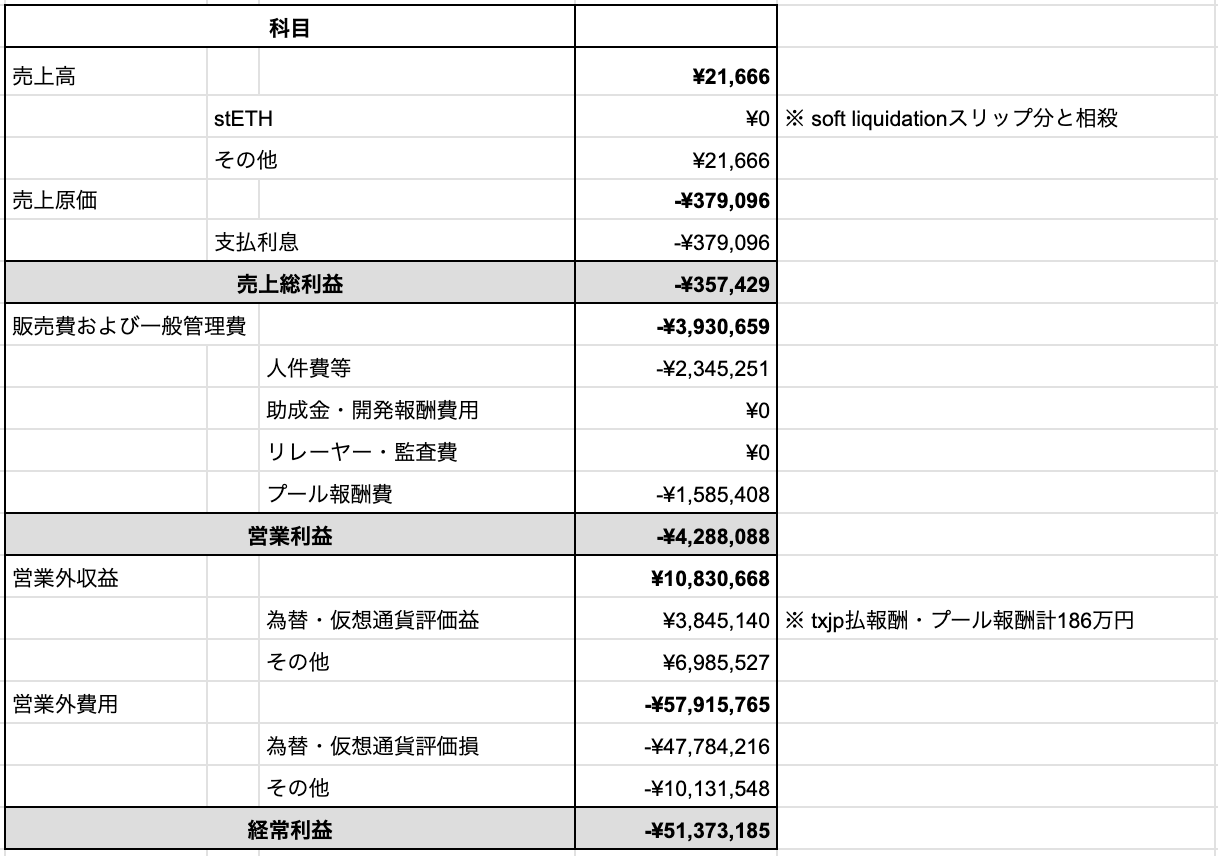 科目
売上高 ¥21,666
stETH ¥0 ※ soft liquidationスリップ分と相殺
その他 ¥21,666
売上原価 -¥379,096
支払利息 -¥379,096
売上総利益 -¥357,429
販売費および一般管理費 -¥3,930,659
人件費等 -¥2,345,251
助成金・開発報酬費用 ¥0
リレーヤー・監査費 ¥0
プール報酬費 -¥1,585,408
営業利益 -¥4,288,088
営業外収益 ¥10,830,668
為替・仮想通貨評価益 ¥3,845,140 ※ txjp払報酬・プール報酬計186万円
その他 ¥6,985,527
営業外費用 -¥57,915,765
為替・仮想通貨評価損 -¥47,784,216
その他 -¥10,131,548
経常利益 -¥51,373,185